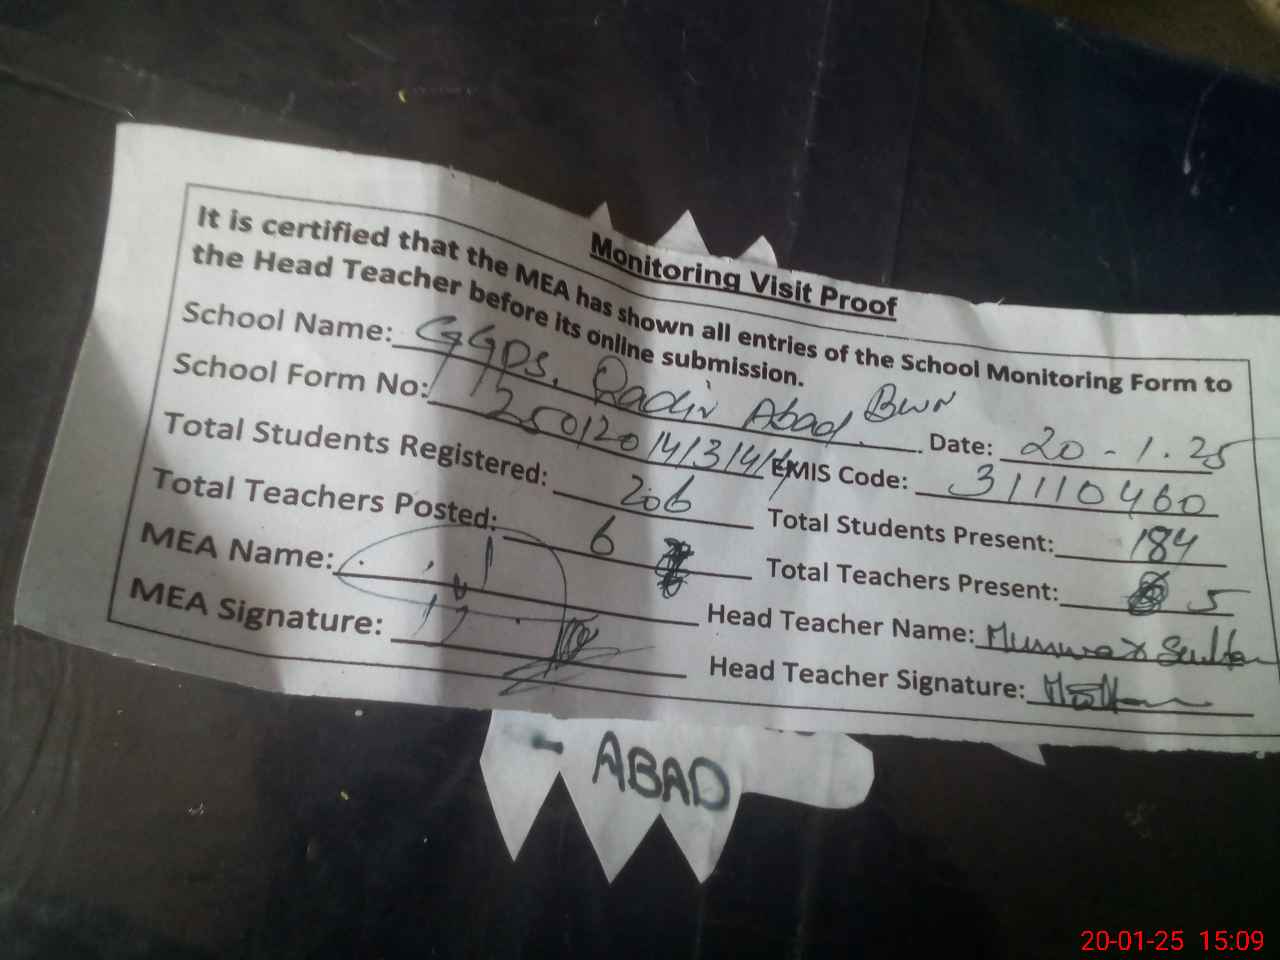 Monitoring Visit Proof
It is certified that the MEA has shown all entries of the School Monitoring Form to
the Head Teacher before its online submission.
School Name: GGPS, Qadir Abad, BWN Date: 20-1.25
School Form No: 25012014131414 EMIS Code: 31110460
Total Students Registered: 206 Total Students Present: 184
Total Teachers Posted: 6 Total Teachers Present: 5
MEA Name: Head Teacher Name: Sultan
MEA Signature: Head Teacher Signature:
- ABAD
20-01-25 15:09